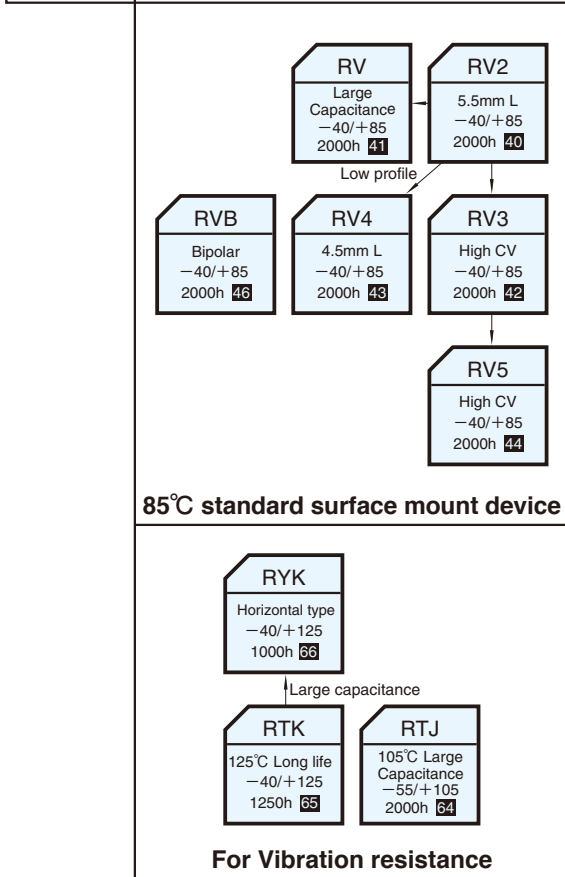 RV
Large
Capacitance
−40/+85
2000h 41
RV2
5.5mm L
−40/+85
2000h 40
Low profile
RVB
Bipolar
−40/+85
2000h 46
RV4
4.5mm L
−40/+85
2000h 43
RV3
High CV
−40/+85
2000h 42
RV5
High CV
−40/+85
2000h 44
85℃ standard surface mount device
RYK
Horizontal type
−40/+125
1000h 66
Large capacitance
RTK
125℃ Long life
−40/+125
1250h 65
RTJ
105℃ Large
Capacitance
−55/+105
2000h 64
For Vibration resistance